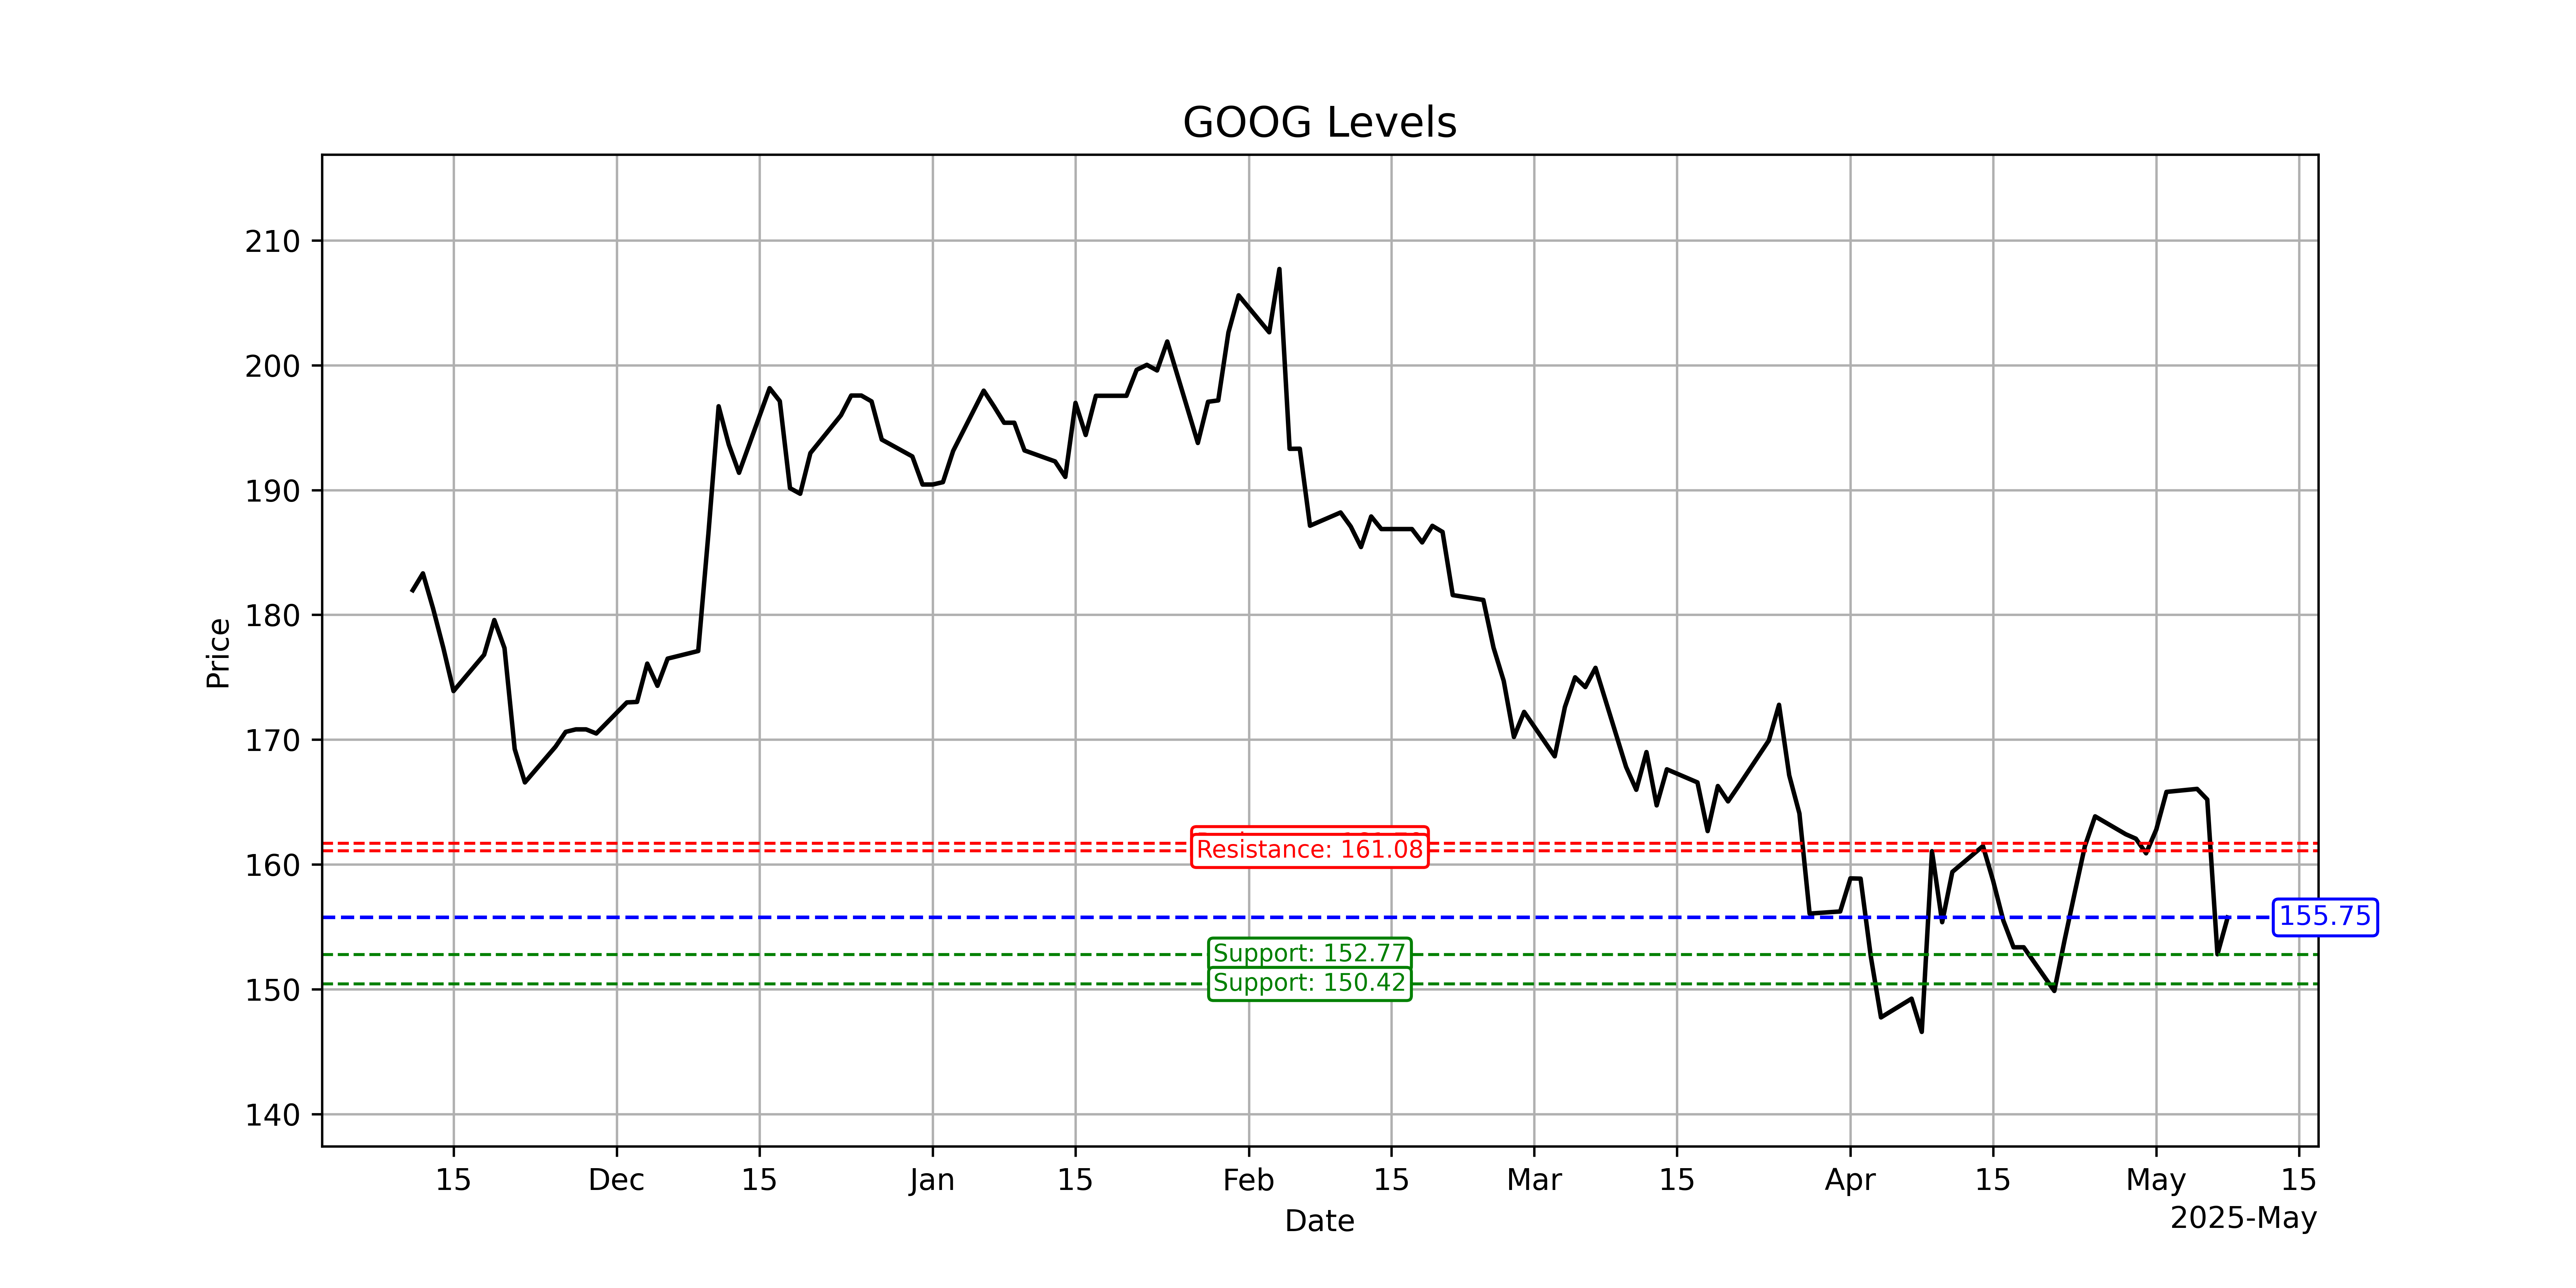 GOOG Levels
Price
210
200
190
180
170
160
150
140
Resistance: 161.08
155.75
Support: 152.77
Support: 150.42
15 Dec 15 Jan 15 Feb 15 Mar 15 Apr 15 May 15
Date
2025-May